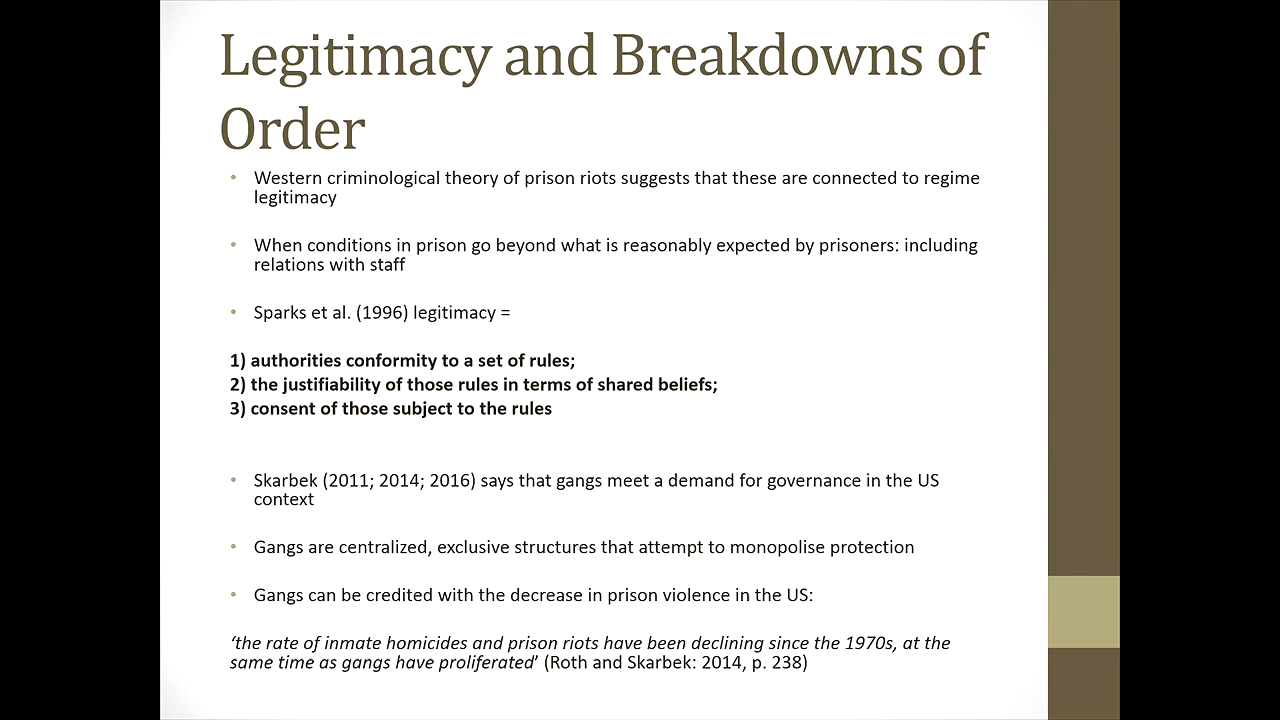 Legitimacy and Breakdowns of
Order
• Western criminological theory of prison riots suggests that these are connected to regime
legitimacy
• When conditions in prison go beyond what is reasonably expected by prisoners: including
relations with staff
• Sparks et al. (1996) legitimacy =
1) authorities conformity to a set of rules;
2) the justifiability of those rules in terms of shared beliefs;
3) consent of those subject to the rules
• Skarbek (2011; 2014; 2016) says that gangs meet a demand for governance in the US
context
• Gangs are centralized, exclusive structures that attempt to monopolise protection
• Gangs can be credited with the decrease in prison violence in the US:
‘the rate of inmate homicides and prison riots have been declining since the 1970s, at the
same time as gangs have proliferated’ (Roth and Skarbek: 2014, p. 238)